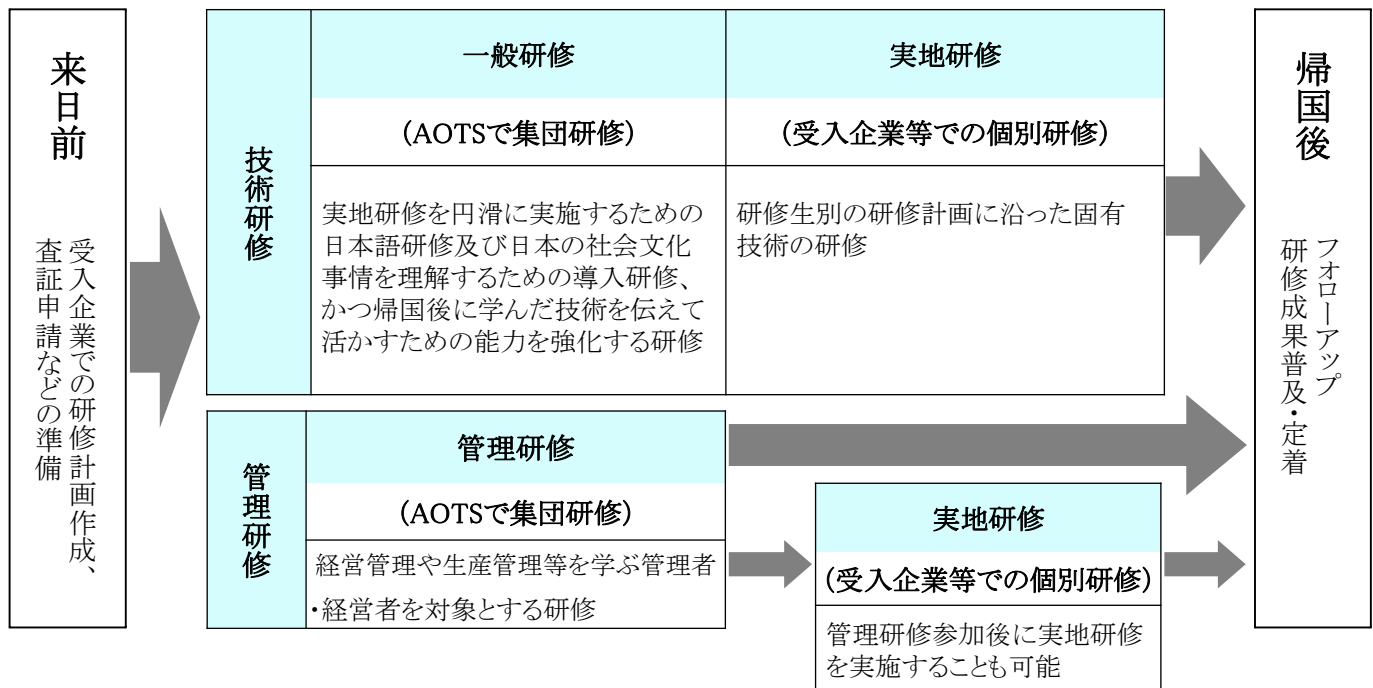 来日前
受入企業での研修計画作成、
査証申請などの準備
技術研修
一般研修
(AOTSで集団研修)
実地研修を円滑に実施するための
日本語研修及び日本の社会文化
事情を理解するための導入研修、
かつ帰国後に学んだ技術を伝えて
活かすための能力を強化する研修
実地研修
(受入企業等での個別研修)
研修生別の研修計画に沿った固有
技術の研修
管理研修
管理研修
(AOTSで集団研修)
経営管理や生産管理等を学ぶ管理者
・経営者を対象とする研修
実地研修
(受入企業等での個別研修)
管理研修参加後に実地研修
を実施することも可能
帰国後
フォローアップ
研修成果普及・定着